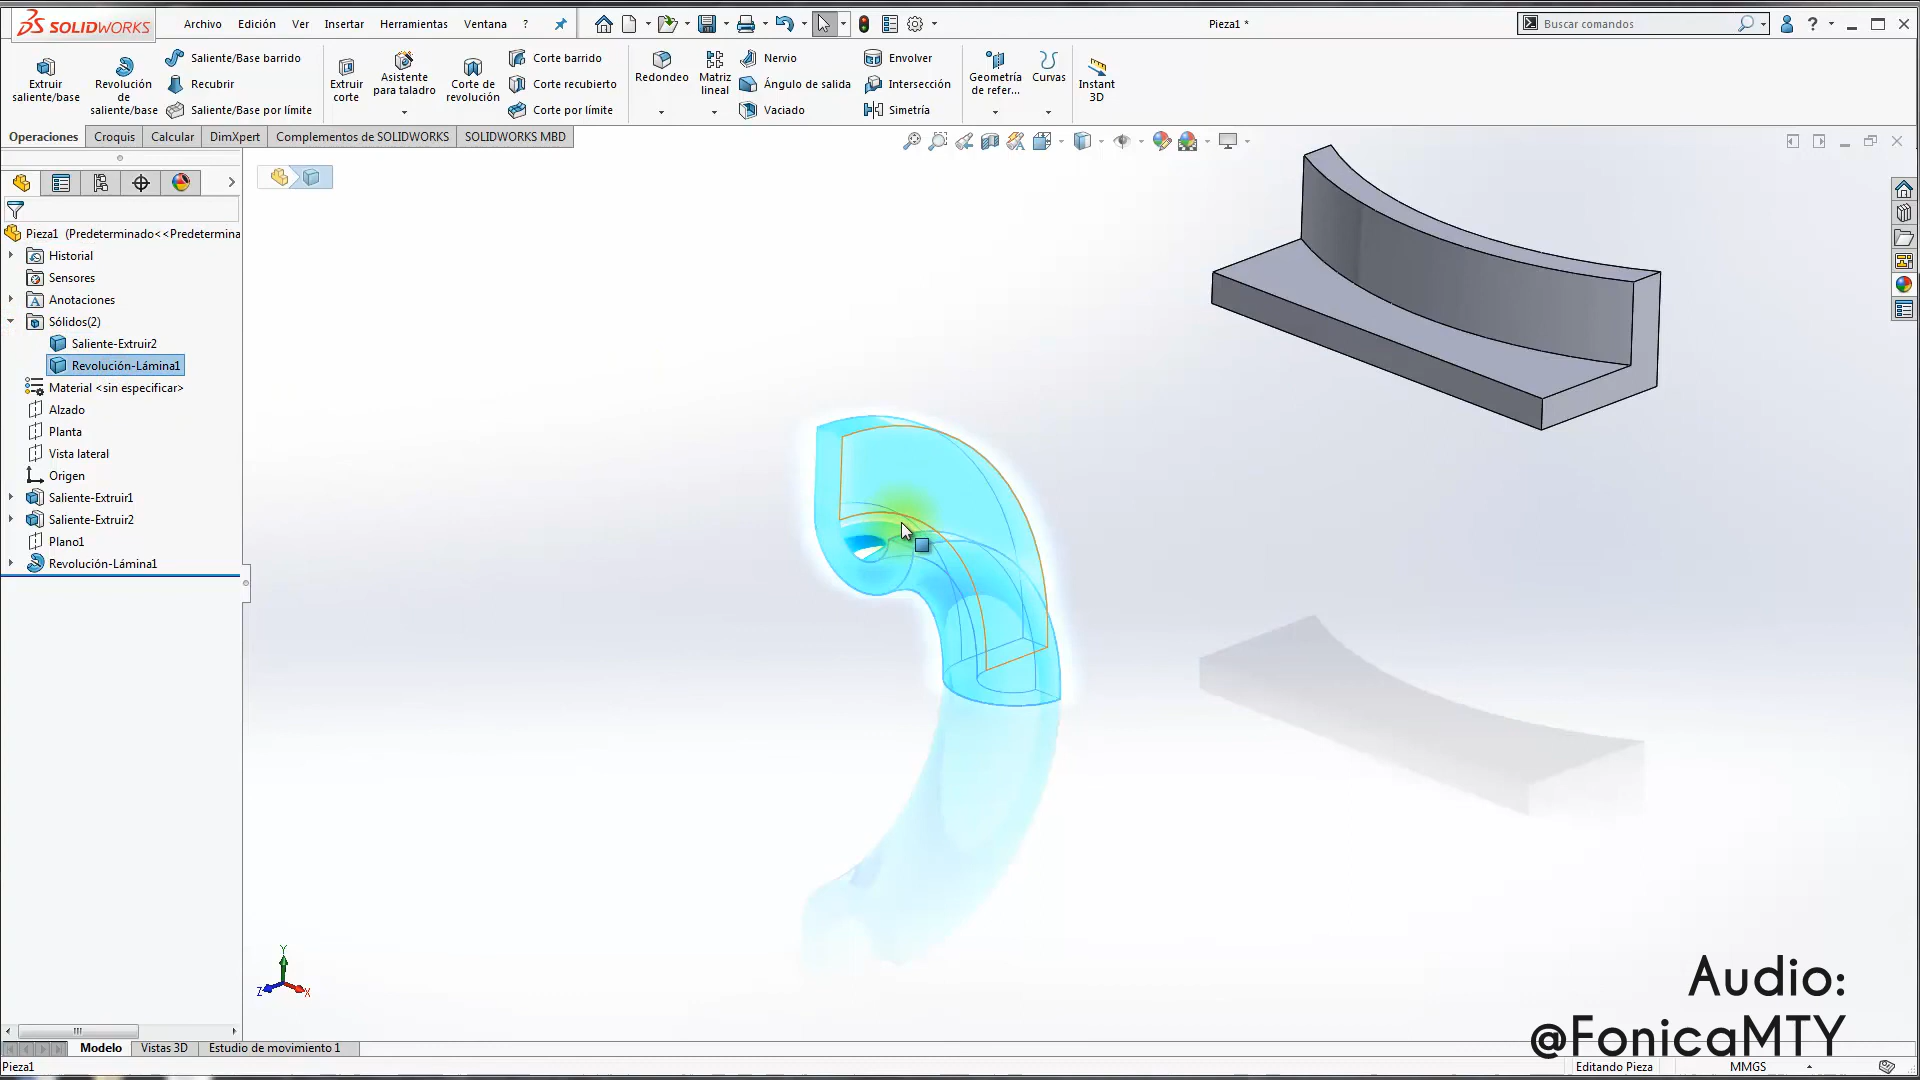 SOLIDWORKS
Archivo Edición Ver Insertar Herramientas Ventana ?
Pieza1 *
Buscar comandos
?
Extruir saliente/base
Revolución de saliente/base
Saliente/Base barrido
Recubrir
Saliente/Base por límite
Extruir corte
Asistente para taladro
Corte de revolución
Corte barrido
Corte recubierto
Corte por límite
Redondeo
Matriz lineal
Nervio
Ángulo de salida
Vaciado
Envolver
Intersección
Simetría
Geometría de refer...
Curvas
Instant 3D
Operaciones Croquis Calcular DimXpert Complementos de SOLIDWORKS SOLIDWORKS MBD
Pieza1 (Predeterminado<<Predetermina
Historial
Sensores
Anotaciones
Sólidos(2)
Saliente-Extruir2
Revolución-Lámina1
Material <sin especificar>
Alzado
Planta
Vista lateral
Origen
Saliente-Extruir1
Saliente-Extruir2
Plano1
Revolución-Lámina1
Y
Z
X
Audio:
@FonicaMTY
Modelo Vistas 3D Estudio de movimiento 1
Pieza1
Editando Pieza
MMGS